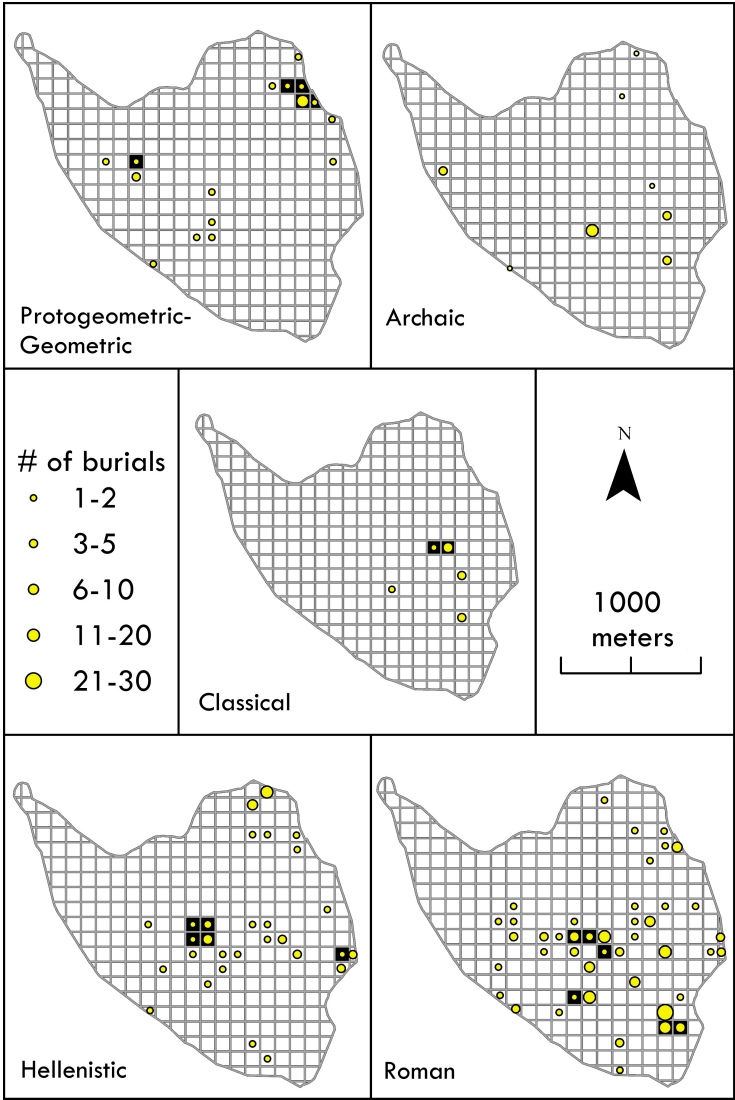 Protogeometric-
Geometric
Archaic
# of burials
1-2
3-5
6-10
11-20
21-30
Classical
N
1000
meters
Hellenistic
Roman